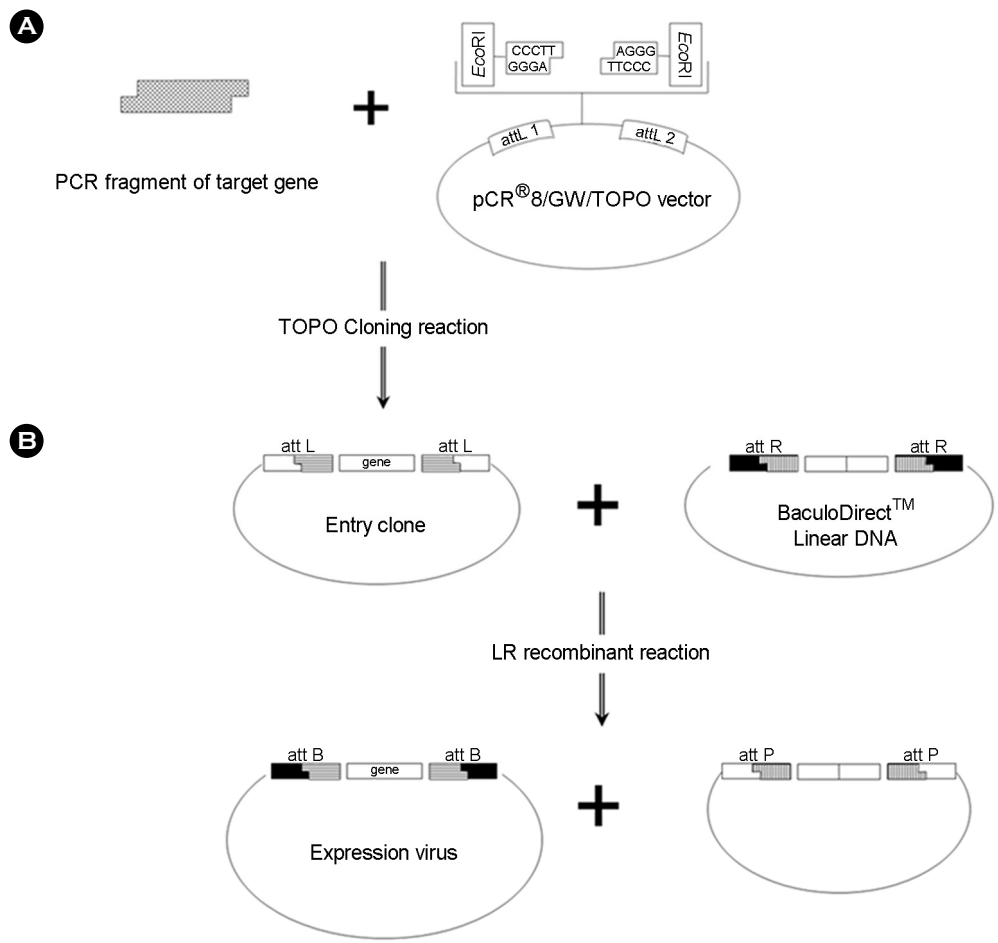 A
EcoRI
CCCTT
GGGA
AGGG
TTCCC
EcoRI
attL 1
attL 2
PCR fragment of target gene
pCR®8/GW/TOPO vector
TOPO Cloning reaction
B
att L
gene
att L
Entry clone
att R
att R
BaculoDirect™
Linear DNA
LR recombinant reaction
att B
gene
att B
Expression virus
att P
att P